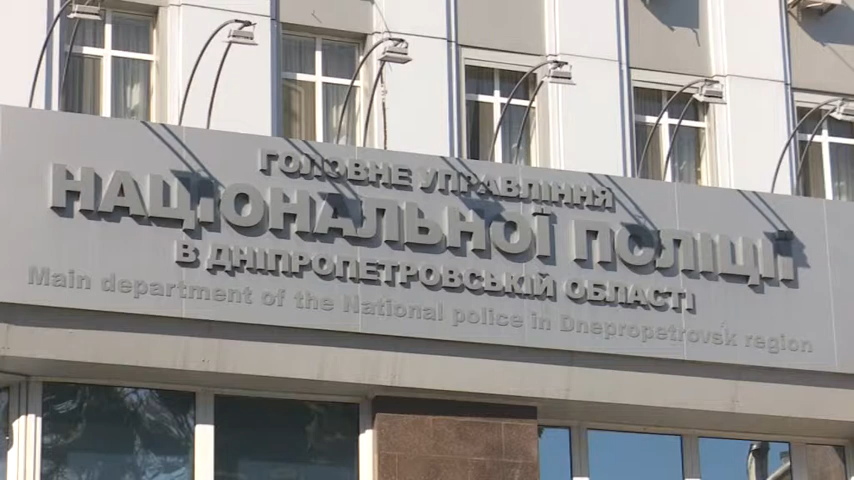 ГОЛОВНЕ УПРАВЛІННЯ
НАЦІОНАЛЬНОЇ ПОЛІЦІЇ
В ДНІПРОПЕТРОВСЬКІЙ ОБЛАСТІ
Main department of the National police in Dnepropetrovsk region